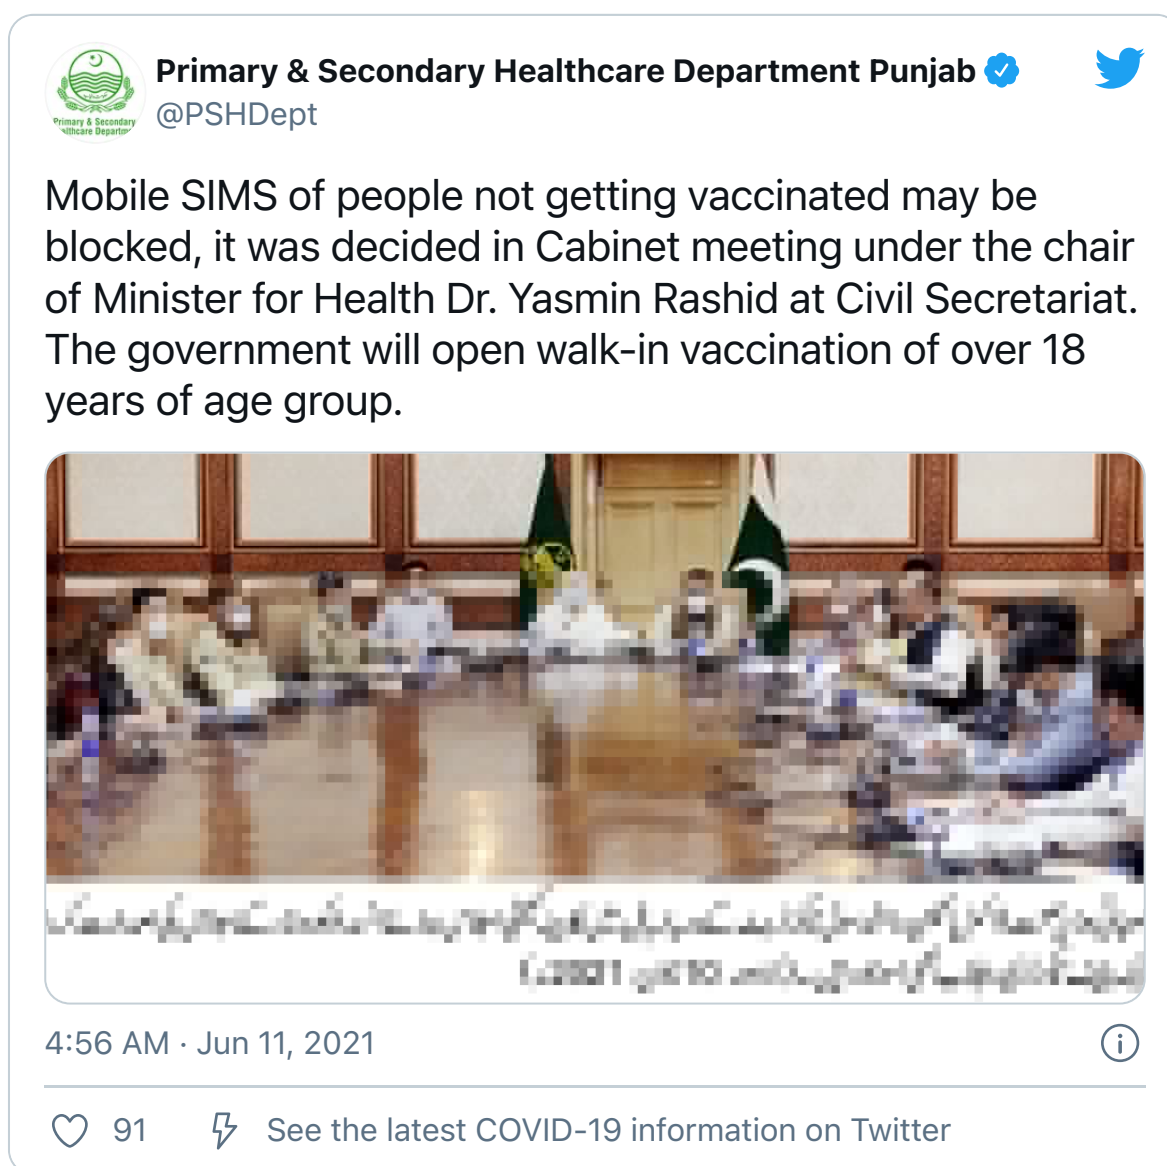 Primary & Secondary Healthcare Department Punjab
@PSHDept
Primary & Secondary
Mobile SIMS of people not getting vaccinated may be
blocked, it was decided in Cabinet meeting under the chair
of Minister for Health Dr. Yasmin Rashid at Civil Secretariat.
The government will open walk-in vaccination of over 18
years of age group.
2021
4:56 AM · Jun 11, 2021
91
See the latest COVID-19 information on Twitter